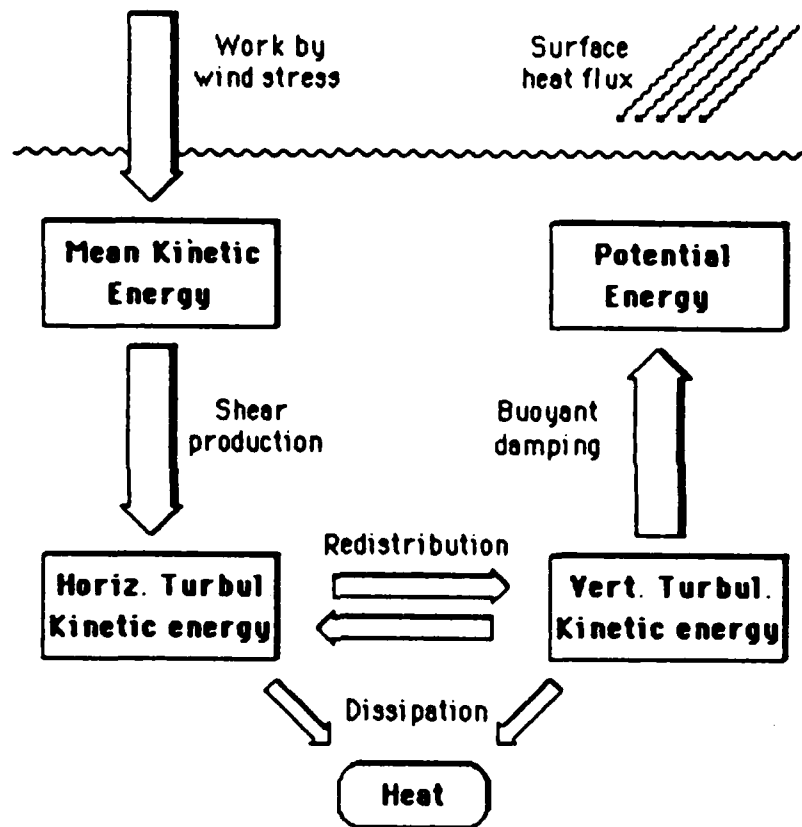 Work by
wind stress
Surface
heat flux
Mean Kinetic
Energy
Potential
Energy
Shear
production
Buoyant
damping
Redistribution
Horiz. Turbul
Kinetic energy
Vert. Turbul.
Kinetic energy
Dissipation
Heat